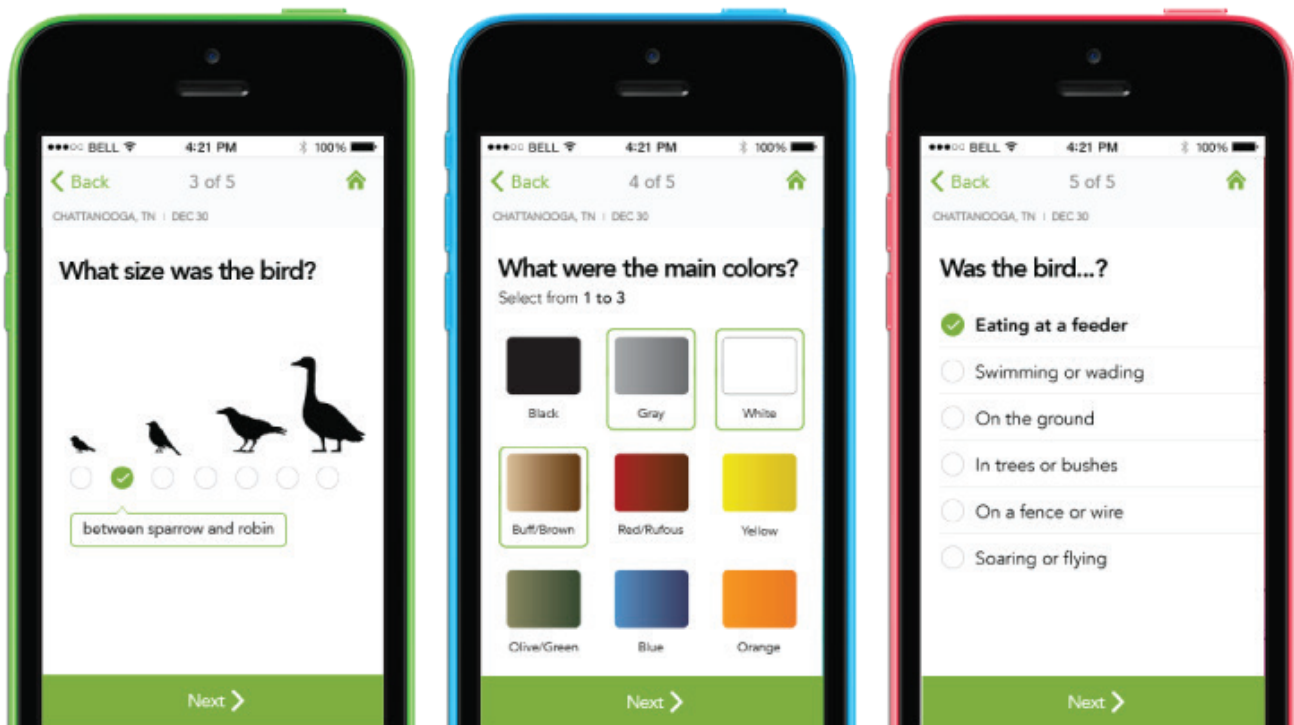 BELL 4:21 PM 100%
Back 3 of 5
CHATTANOOGA, TN | DEC 30
What size was the bird?
between sparrow and robin
Next
BELL 4:21 PM 100%
Back 4 of 5
CHATTANOOGA, TN | DEC 30
What were the main colors?
Select from 1 to 3
Black Gray White
Buff/Brown Red/Rufous Yellow
Olive/Green Blue Orange
Next
BELL 4:21 PM 100%
Back 5 of 5
CHATTANOOGA, TN | DEC 30
Was the bird...?
Eating at a feeder
Swimming or wading
On the ground
In trees or bushes
On a fence or wire
Soaring or flying
Next